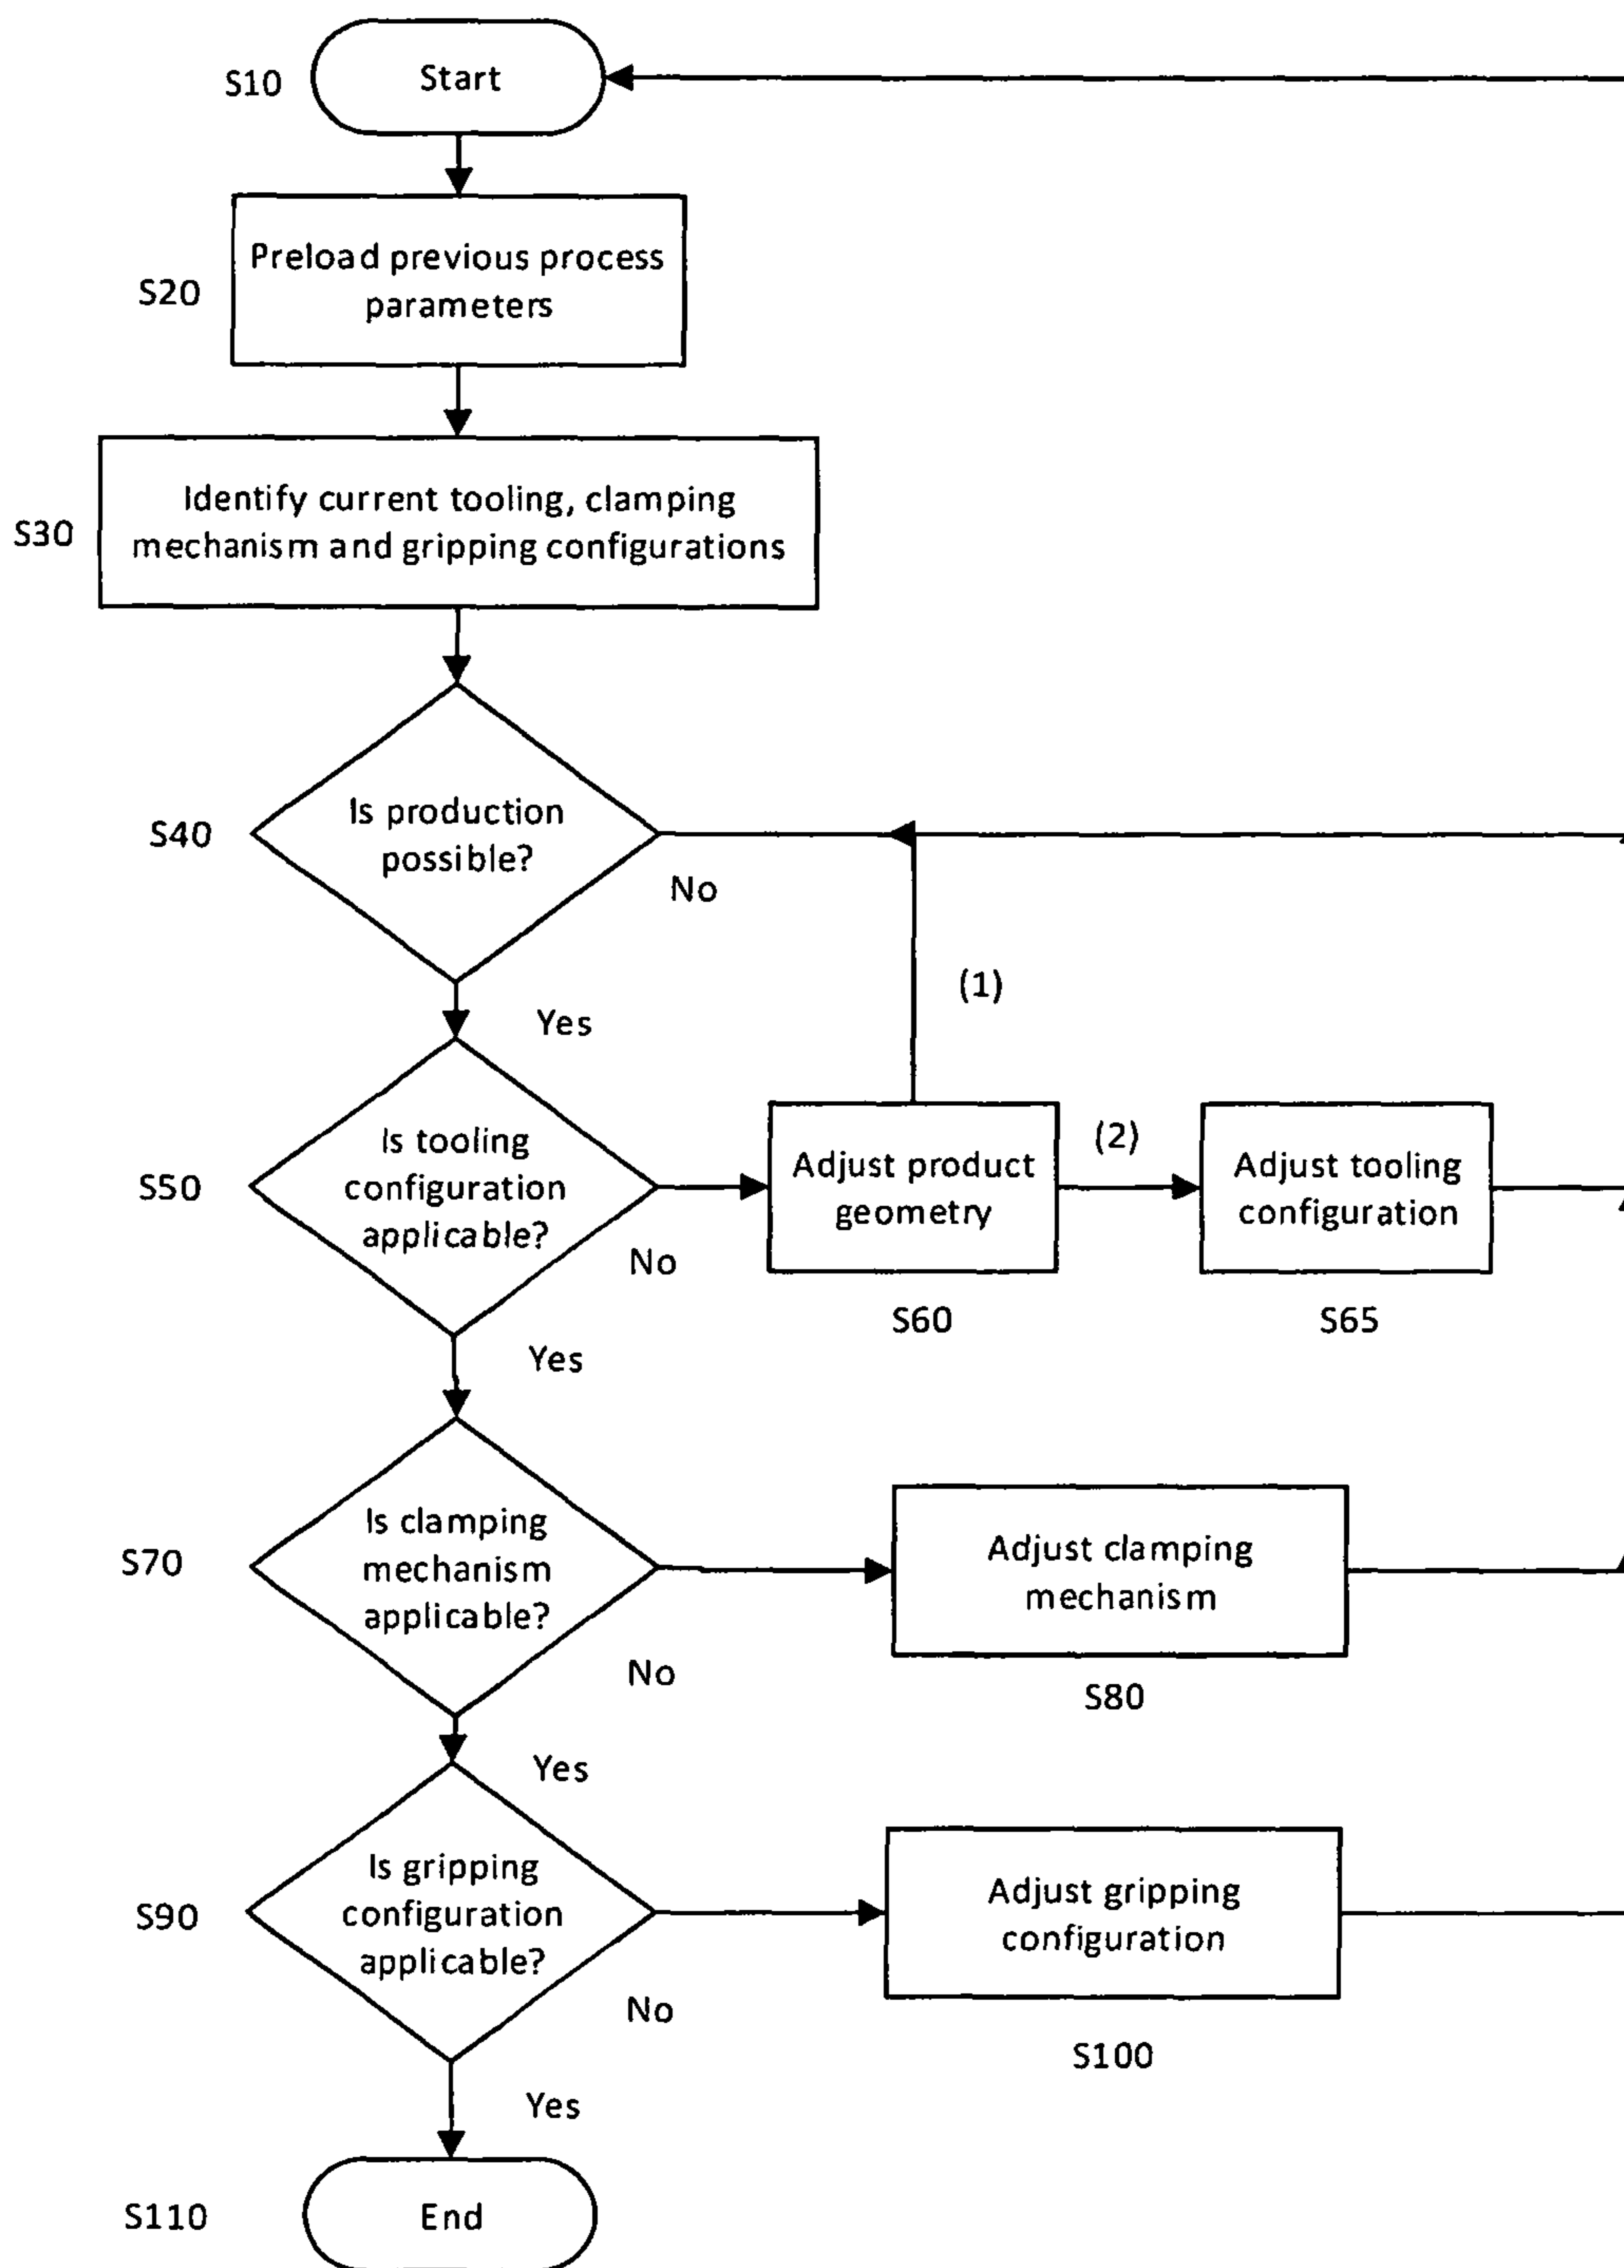 S10
Start
S20
Preload previous process
parameters
S30
Identify current tooling, clamping
mechanism and gripping configurations
S40
Is production
possible?
No
(1)
Yes
S50
Is tooling
configuration
applicable?
No
Adjust product
geometry
S60
(2)
Adjust tooling
configuration
S65
Yes
S70
Is clamping
mechanism
applicable?
No
Adjust clamping
mechanism
S80
Yes
S90
Is gripping
configuration
applicable?
No
Adjust gripping
configuration
S100
Yes
S110
End